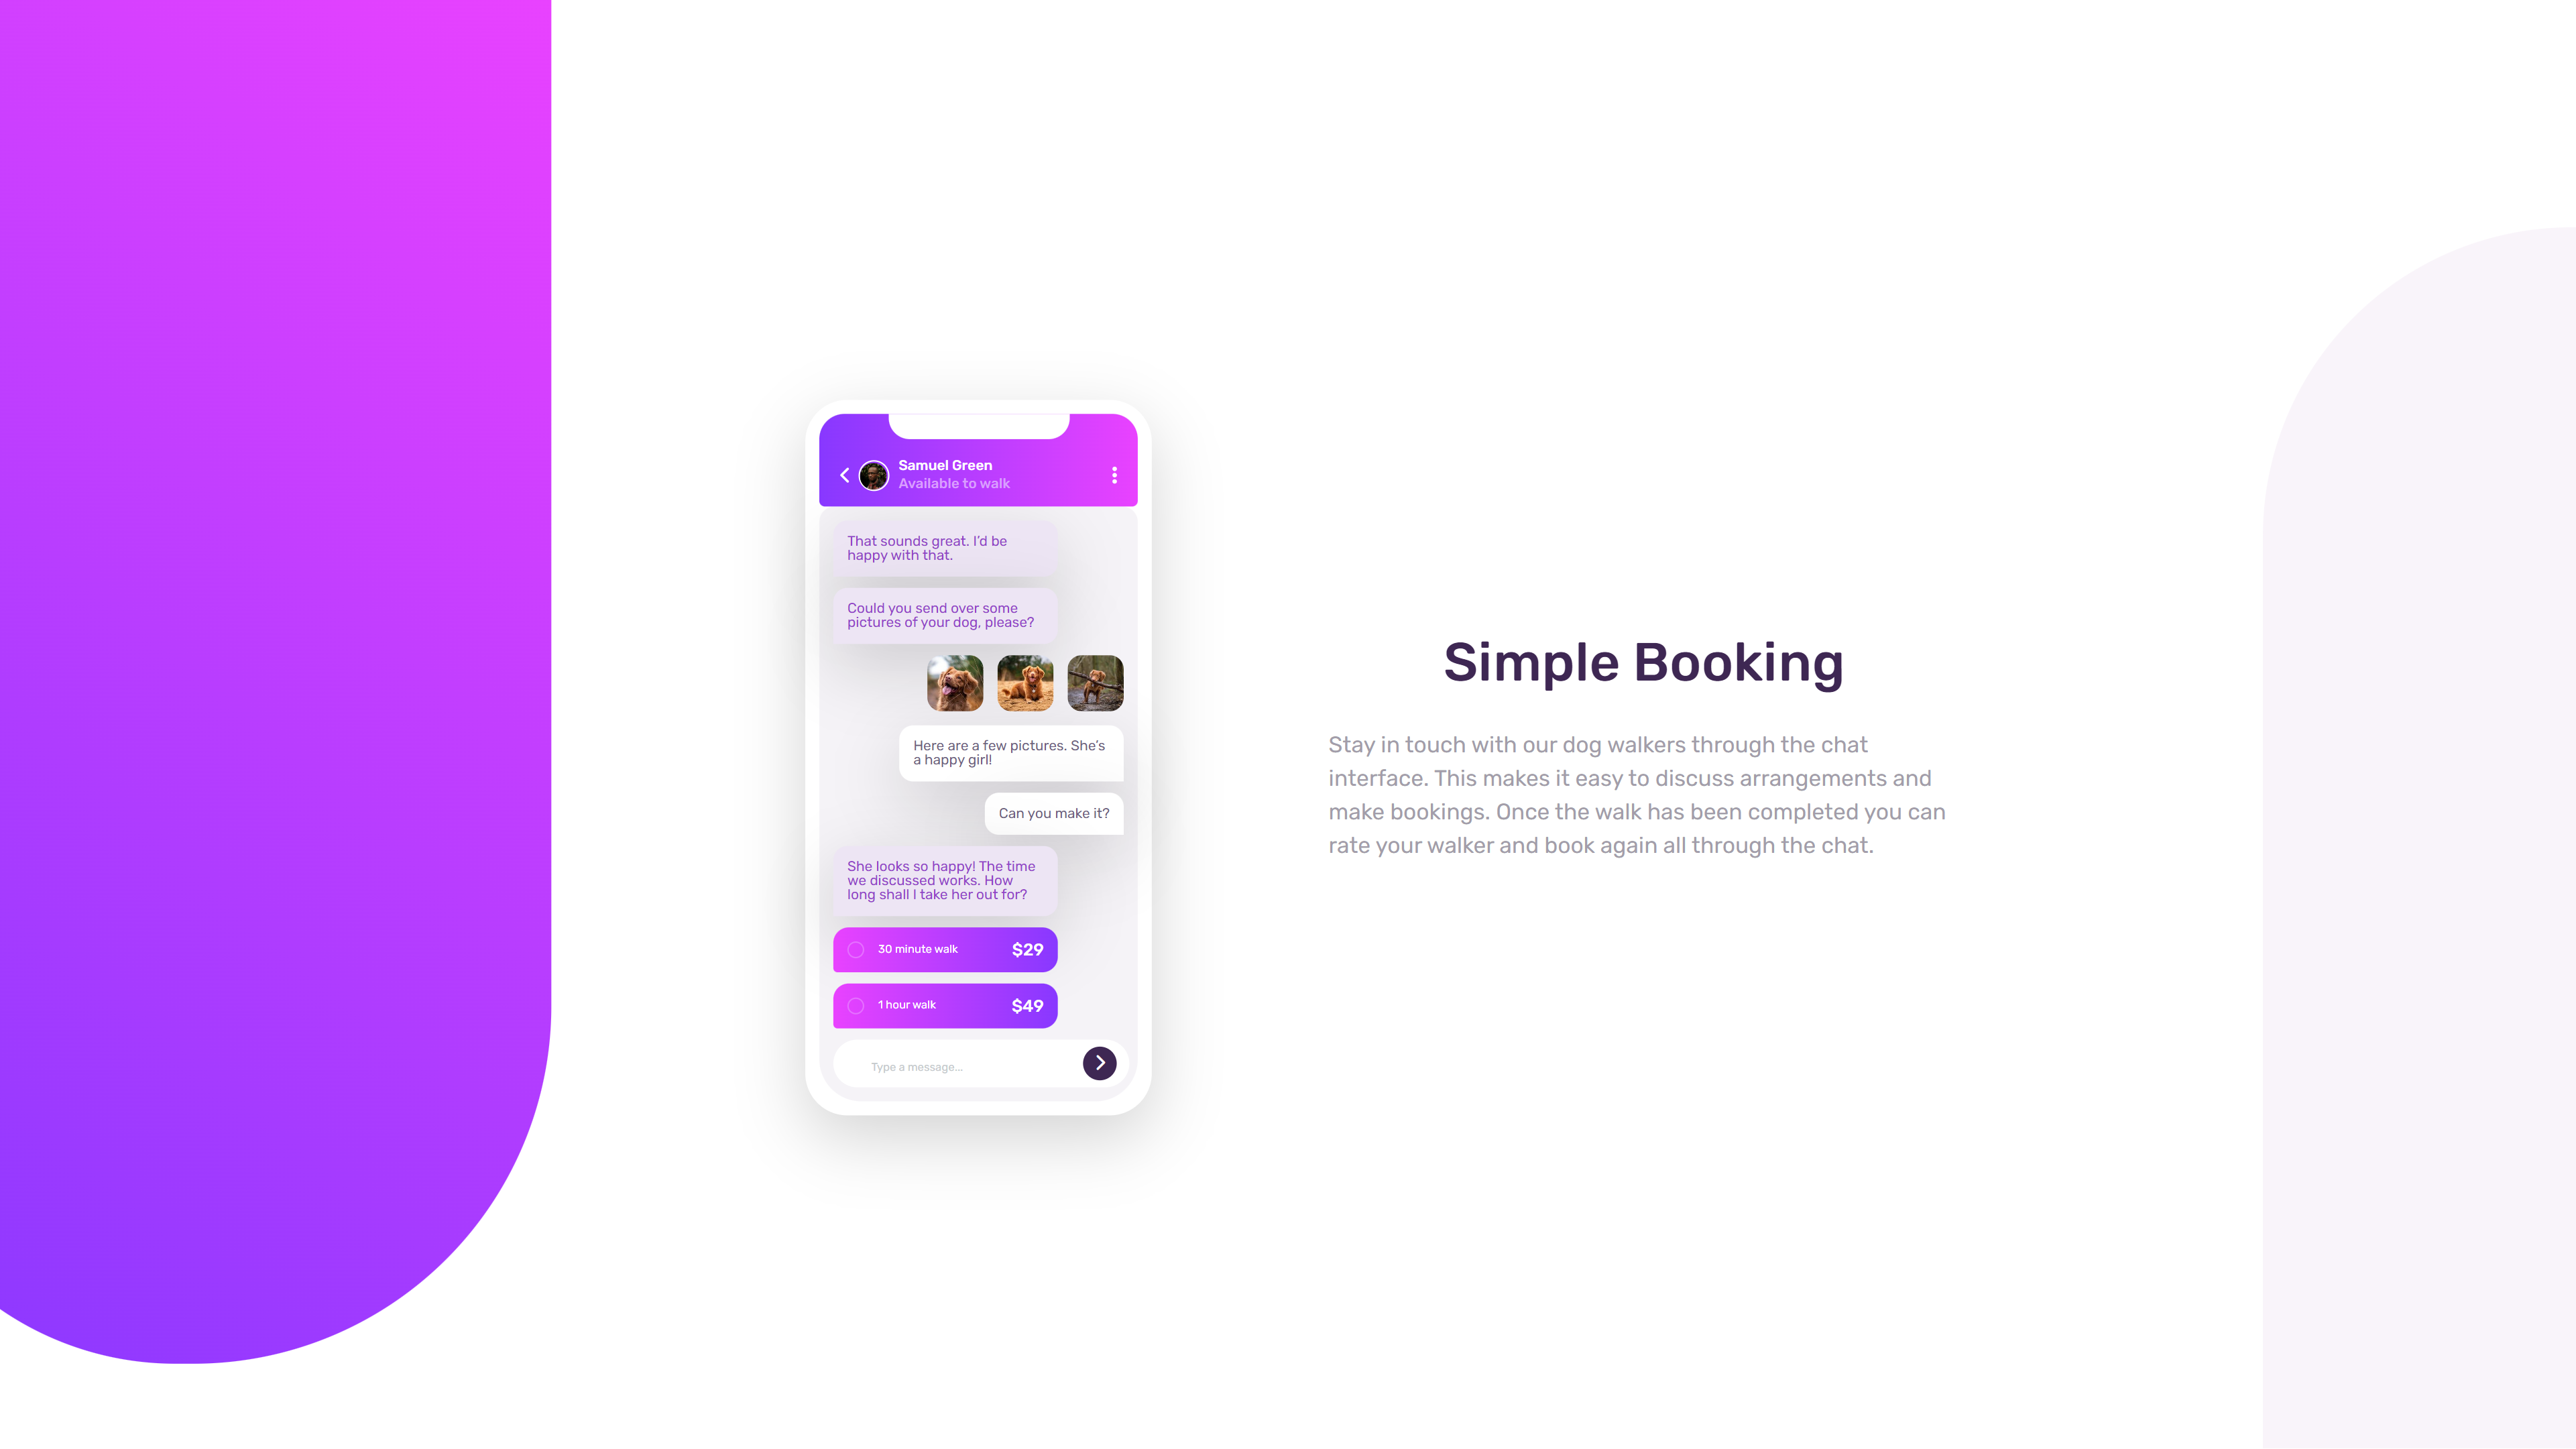 Samuel Green
Available to walk
That sounds great. I’d be
happy with that.
Could you send over some
pictures of your dog, please?
Here are a few pictures. She’s
a happy girl!
Can you make it?
She looks so happy! The time
we discussed works. How
long shall I take her out for?
30 minute walk $29
1 hour walk $49
Type a message...
Simple Booking
Stay in touch with our dog walkers through the chat
interface. This makes it easy to discuss arrangements and
make bookings. Once the walk has been completed you can
rate your walker and book again all through the chat.